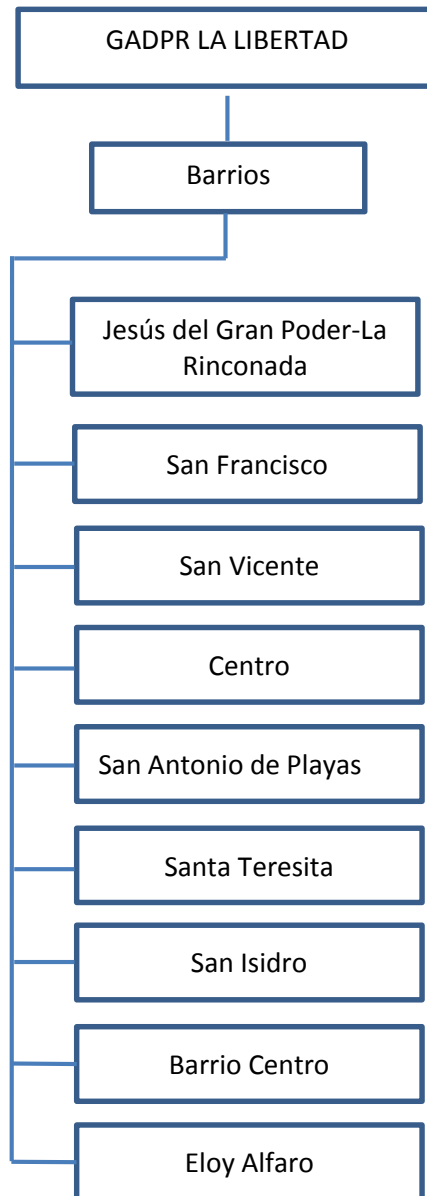 GADPR LA LIBERTAD
Barrios
Jesús del Gran Poder-La
Rinconada
San Francisco
San Vicente
Centro
San Antonio de Playas
Santa Teresita
San Isidro
Barrio Centro
Eloy Alfaro